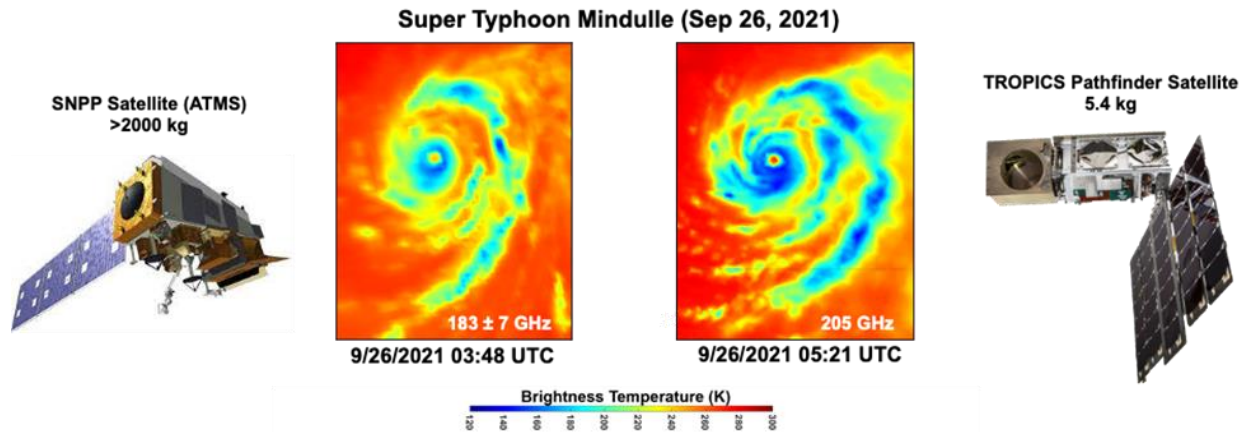 Super Typhoon Mindulle (Sep 26, 2021)
SNPP Satellite (ATMS)
>2000 kg
TROPICS Pathfinder Satellite
5.4 kg
183 ± 7 GHz
205 GHz
9/26/2021 03:48 UTC
9/26/2021 05:21 UTC
Brightness Temperature (K)
120 140 160 180 200 220 240 260 280 300